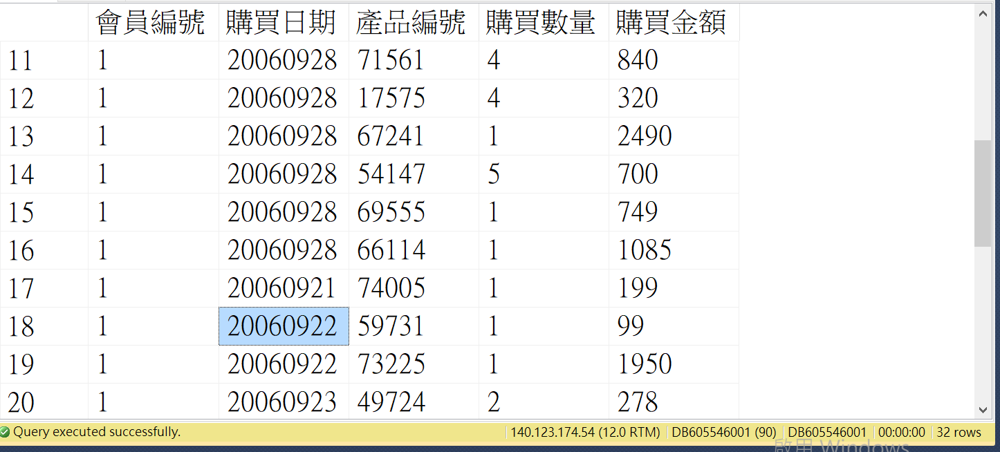 會員編號 購買日期 產品編號 購買數量 購買金額
11 1 20060928 71561 4 840
12 1 20060928 17575 4 320
13 1 20060928 67241 1 2490
14 1 20060928 54147 5 700
15 1 20060928 69555 1 749
16 1 20060928 66114 1 1085
17 1 20060921 74005 1 199
18 1 20060922 59731 1 99
19 1 20060922 73225 1 1950
20 1 20060923 49724 2 278
Query executed successfully. 140.123.174.54 (12.0 RTM) DB605546001 (90) DB605546001 00:00:00 32 rows
啟用 Windows